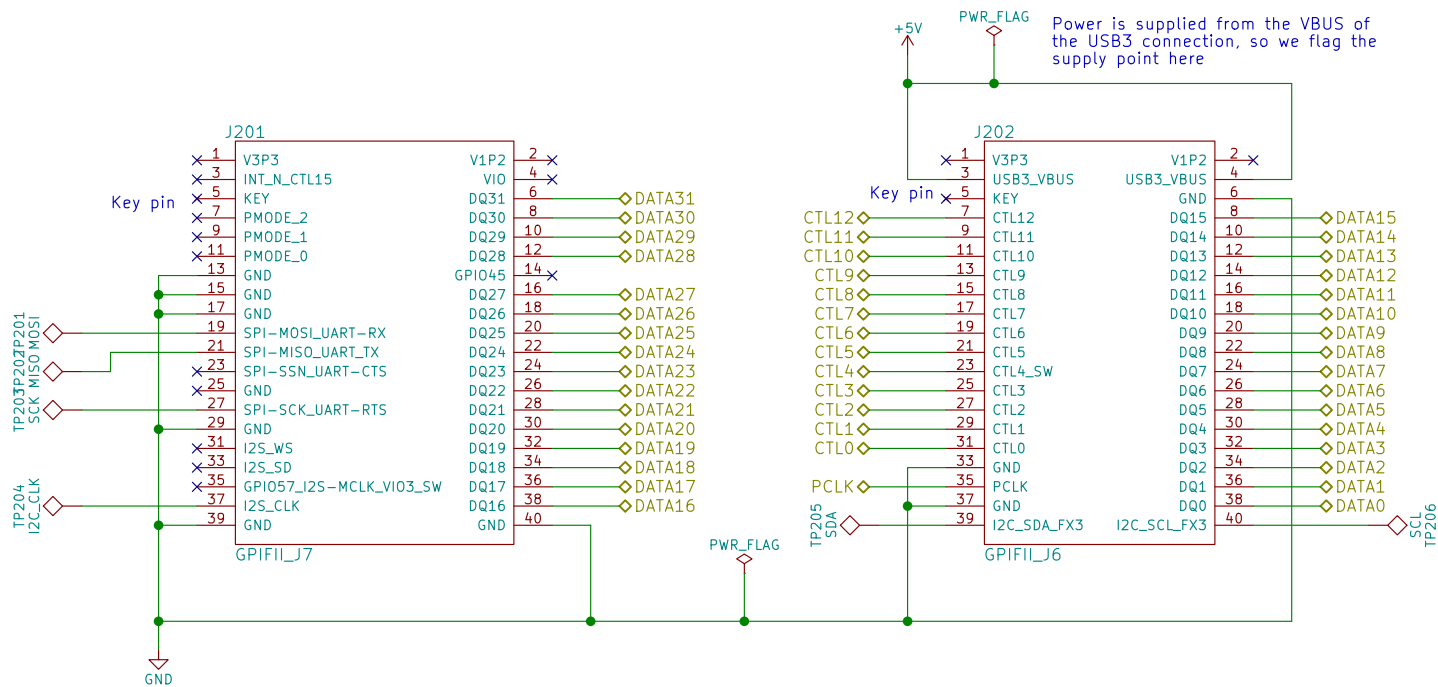 PWR_FLAG
+5V
Power is supplied from the VBUS of
the USB3 connection, so we flag the
supply point here
J201
1 V3P3 V1P2 2
3 INT_N_CTL15 VIO 4
Key pin 5 KEY DQ31 6 DATA31
7 PMODE_2 DQ30 8 DATA30
9 PMODE_1 DQ29 10 DATA29
11 PMODE_0 DQ28 12 DATA28
13 GND GPIO45 14
15 GND DQ27 16 DATA27
17 GND DQ26 18 DATA26
TP201 MOSI 19 SPI-MOSI_UART-RX DQ25 20 DATA25
TP202 MISO 21 SPI-MISO_UART_TX DQ24 22 DATA24
23 SPI-SSN_UART-CTS DQ23 24 DATA23
25 GND DQ22 26 DATA22
TP203 SCK 27 SPI-SCK_UART-RTS DQ21 28 DATA21
29 GND DQ20 30 DATA20
31 I2S_WS DQ19 32 DATA19
33 I2S_SD DQ18 34 DATA18
35 GPIO57_I2S-MCLK_VIO3_SW DQ17 36 DATA17
TP204 I2C_CLK 37 I2S_CLK DQ16 38 DATA16
39 GND GND 40
GPIFII_J7
J202
1 V3P3 V1P2 2
3 USB3_VBUS USB3_VBUS 4
Key pin 5 KEY GND 6
CTL12 7 CTL12 DQ15 8 DATA15
CTL11 9 CTL11 DQ14 10 DATA14
CTL10 11 CTL10 DQ13 12 DATA13
CTL9 13 CTL9 DQ12 14 DATA12
CTL8 15 CTL8 DQ11 16 DATA11
CTL7 17 CTL7 DQ10 18 DATA10
CTL6 19 CTL6 DQ9 20 DATA9
CTL5 21 CTL5 DQ8 22 DATA8
CTL4 23 CTL4_SW DQ7 24 DATA7
CTL3 25 CTL3 DQ6 26 DATA6
CTL2 27 CTL2 DQ5 28 DATA5
CTL1 29 CTL1 DQ4 30 DATA4
CTL0 31 CTL0 DQ3 32 DATA3
33 GND DQ2 34 DATA2
PCLK 35 PCLK DQ1 36 DATA1
37 GND DQ0 38 DATA0
TP205 SDA 39 I2C_SDA_FX3 I2C_SCL_FX3 40 SCL TP206
GPIFII_J6
PWR_FLAG
GND